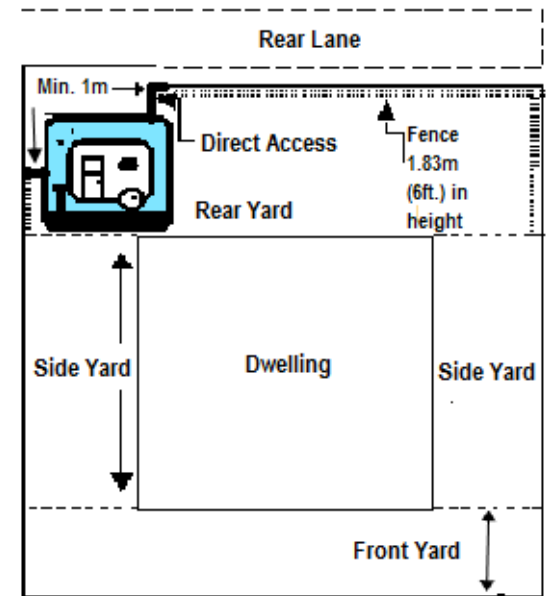 Rear Lane
Min. 1m
Direct Access
Fence
1.83m
(6ft.) in
height
Rear Yard
Side Yard
Dwelling
Side Yard
Front Yard